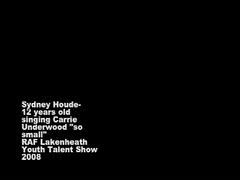 Sydney Houde-
12 years old
singing Carrie
Underwood "so
small"
RAF Lakenheath
Youth Talent Show
2008